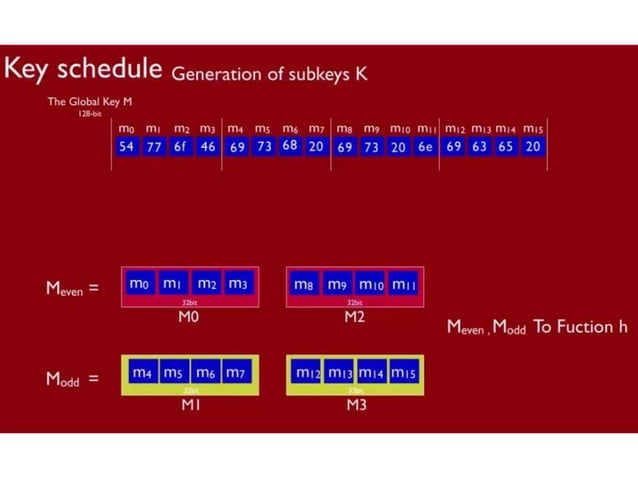 Key schedule Generation of subkeys K
The Global Key M
128-bit
m0 m1 m2 m3 m4 m5 m6 m7 m8 m9 m10 m11 m12 m13 m14 m15
54 77 6f 46 69 73 68 20 69 73 20 6e 69 63 65 20
Meven = m0 m1 m2 m3 m8 m9 m10 m11
32bit 32bit
M0 M2
Meven , Modd To Fuction h
Modd = m4 m5 m6 m7 m12 m13 m14 m15
32bit 32bit
M1 M3